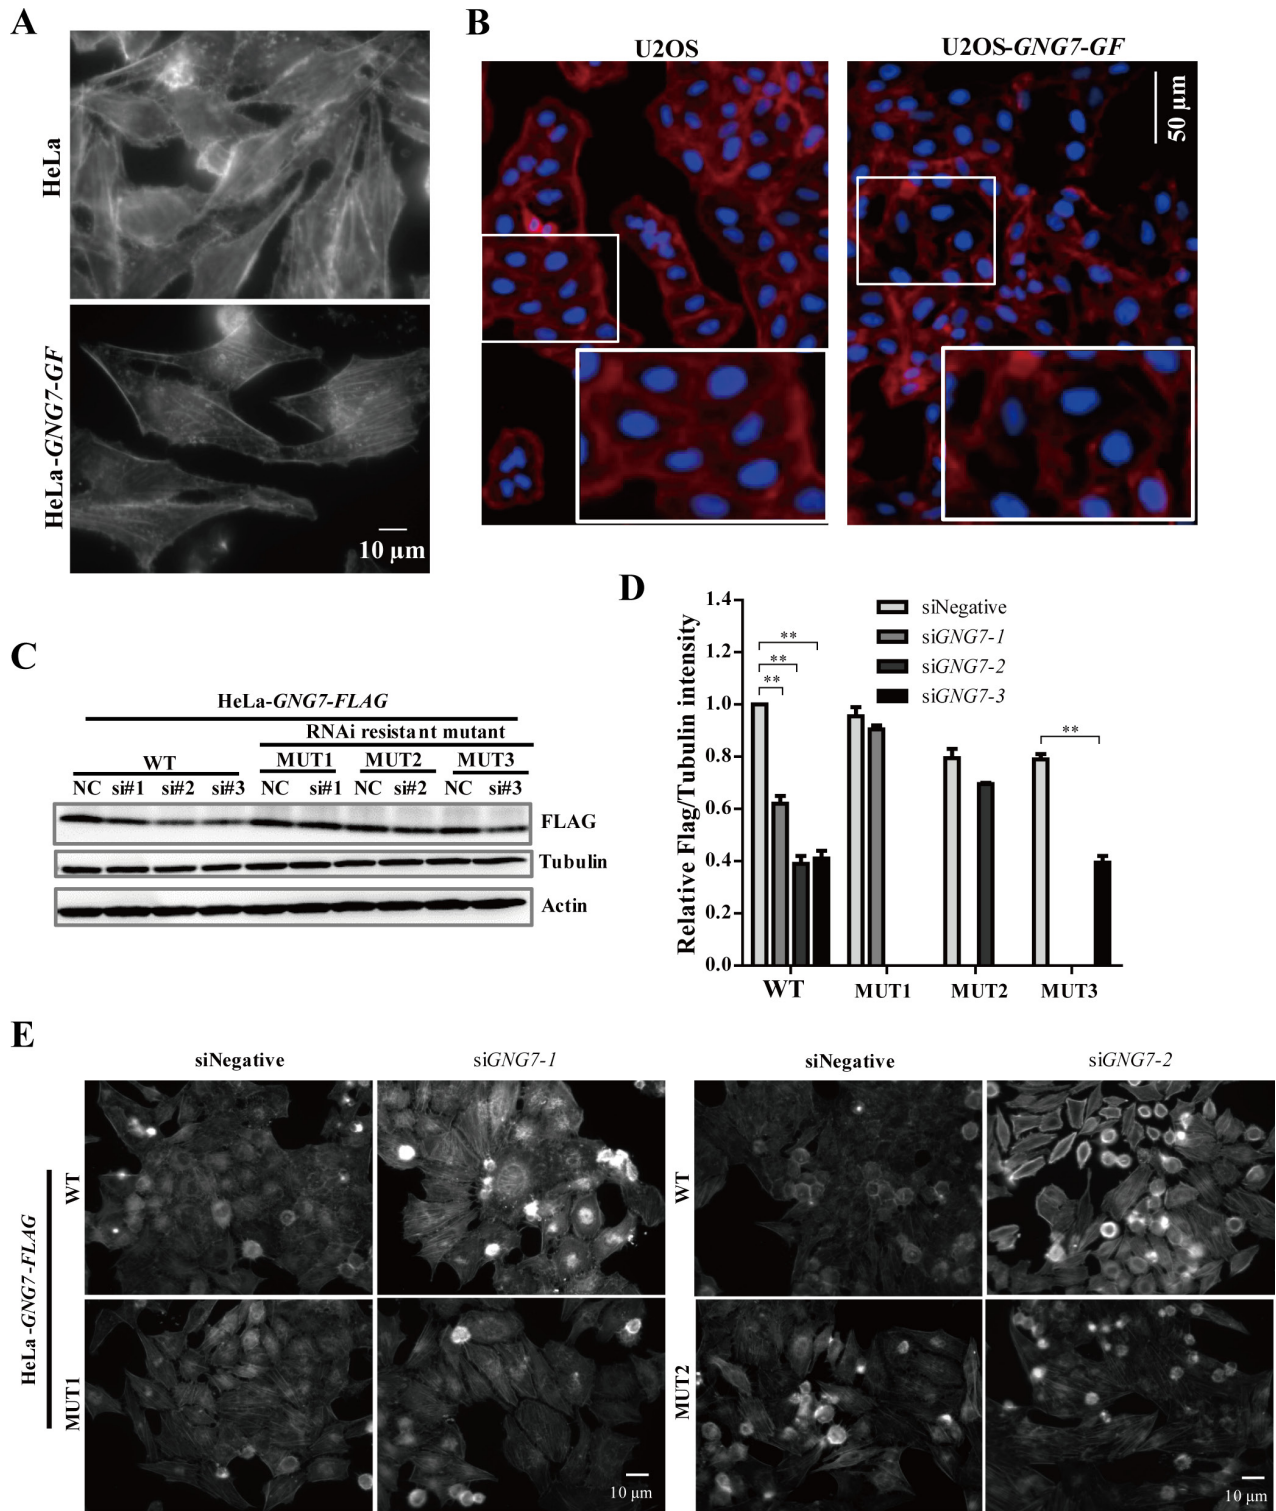 A
HeLa
HeLa-GNG7-GF
10 μm
B
U2OS
U2OS-GNG7-GF
50 μm
C
HeLa-GNG7-FLAG
RNAi resistant mutant
WT MUT1 MUT2 MUT3
NC si#1 si#2 si#3 NC si#1 NC si#2 NC si#3
FLAG
Tubulin
Actin
D
Relative Flag/Tubulin intensity
1.4
1.2
1.0
0.8
0.6
0.4
0.2
0.0
**
**
**
**
siNegative
siGNG7-1
siGNG7-2
siGNG7-3
WT MUT1 MUT2 MUT3
E
siNegative siGNG7-1 siNegative siGNG7-2
HeLa-GNG7-FLAG
WT
MUT1
WT
MUT2
10 μm
10 μm